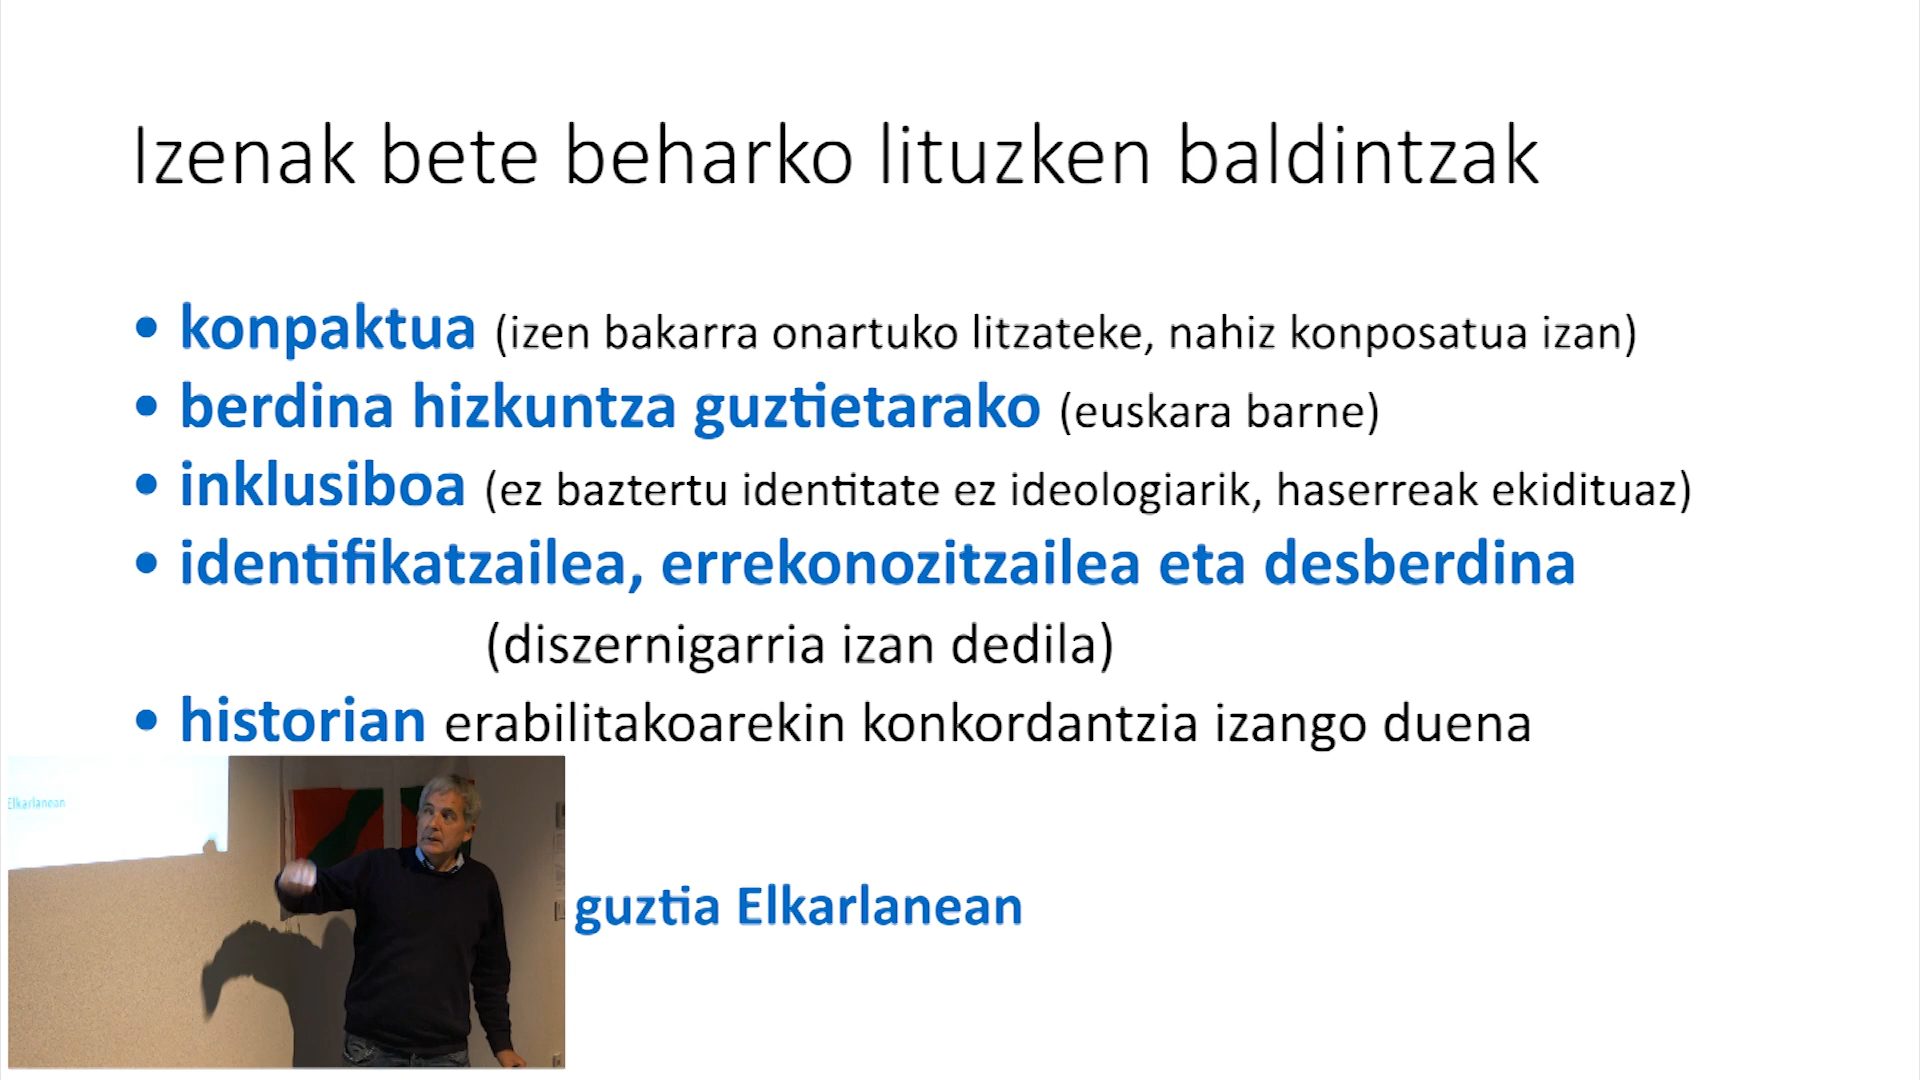 Izenak bete beharko lituzken baldintzak
• konpaktua (izen bakarra onartuko litzateke, nahiz konposatua izan)
• berdina hizkuntza guztietarako (euskara barne)
• inklusiboa (ez baztertu identitate ez ideologiarik, haserreak ekidituaz)
• identifikatzailea, errekonozitzailea eta desberdina
(diszernigarria izan dedila)
• historian erabilitakoarekin konkordantzia izango duena
Elkarlanean
guztia Elkarlanean